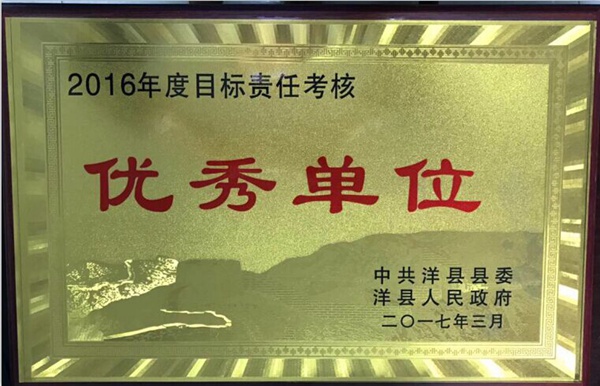 2016年度目标责任考核
优秀单位
中共洋县县委
洋县人民政府
二〇一七年三月